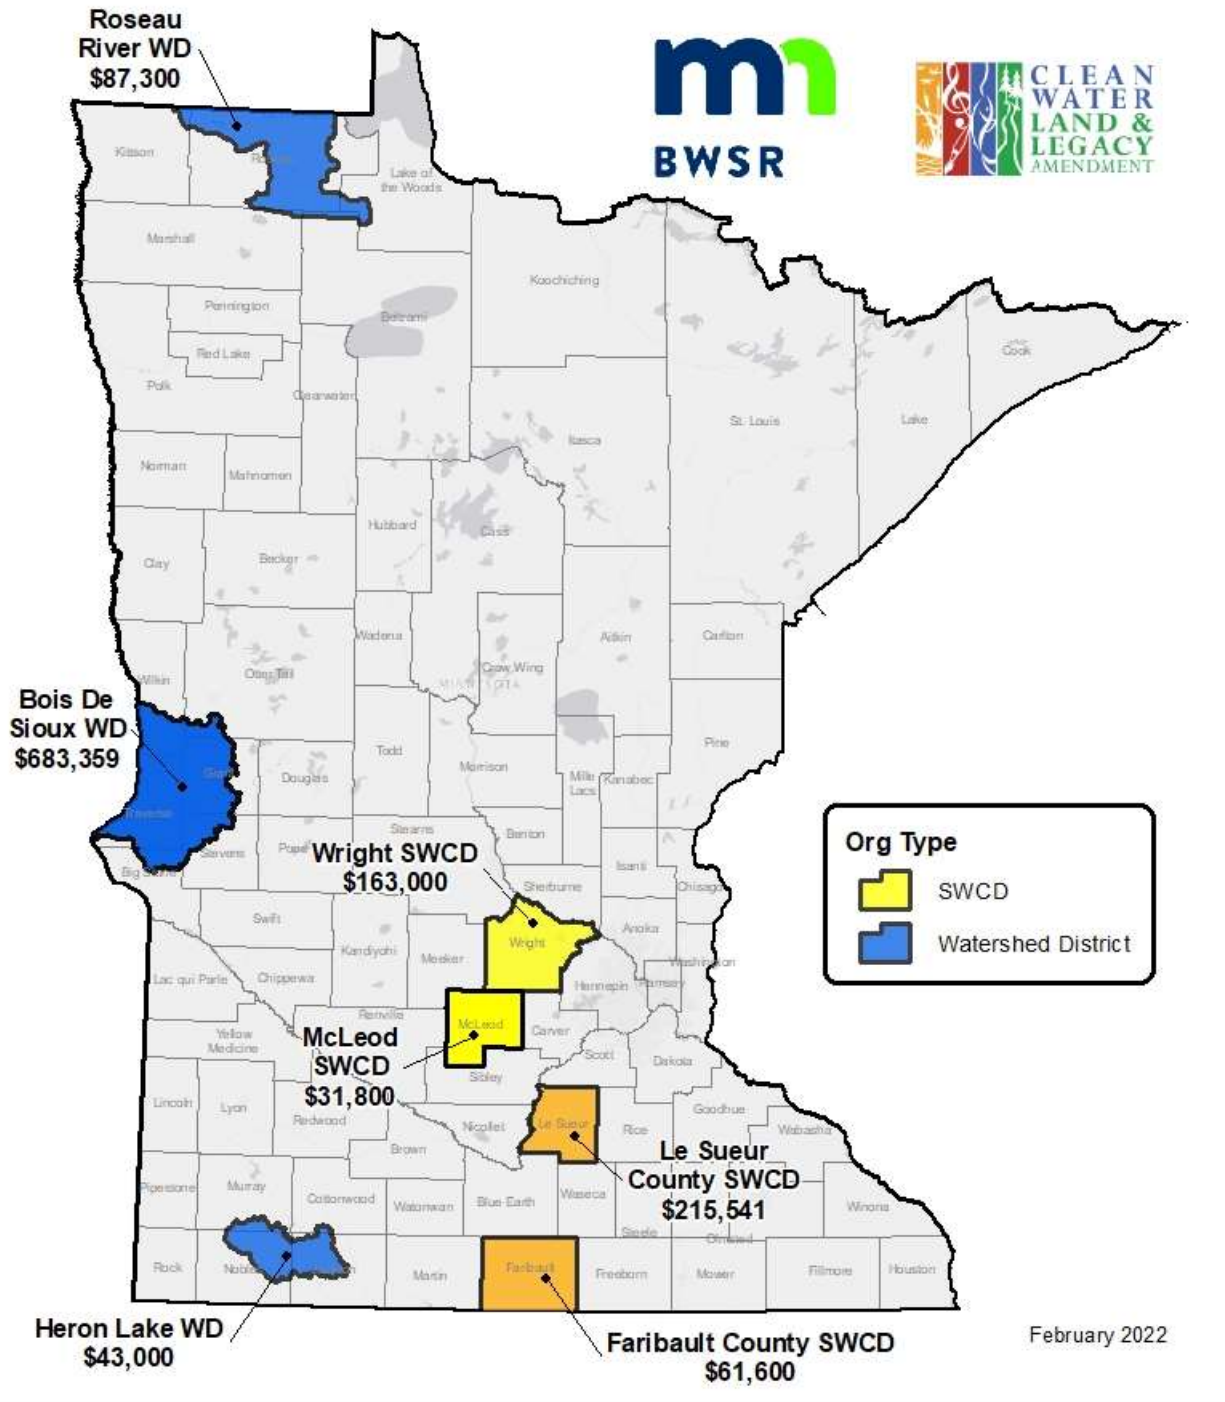 Roseau
River WD
$87,300
BWSR
CLEAN
WATER
LAND &
LEGACY
AMENDMENT
Kittson
Lake of
the Woods
Marshall
Koochiching
Pennington
Beltrami
Red Lake
Cook
Polk
Clearwater
St. Louis
Lake
Itasca
Norman
Mahnomen
Hubbard
Cass
Clay
Becker
Wadena
Aitkin
Carlton
Crow Wing
Otter Tail
Wilkin
MINNESOTA
Bois De
Sioux WD
$683,359
Todd
Pine
Morrison
Grant
Douglas
Mille
Lacs
Kanabec
Traverse
Stearns
Benton
Pope
Stevens
Wright SWCD
$163,000
Big Stone
Isanti
Sherburne
Chisago
Org Type
SWCD
Watershed District
Swift
Anoka
Wright
Kandiyohi
Meeker
Washington
Lac qui Parle
Chippewa
Hennepin
Ramsey
Renville
McLeod
Carver
Yellow
Medicine
McLeod
SWCD
$31,800
Scott
Dakota
Sibley
Lincoln
Lyon
Redwood
Goodhue
Nicollet
Le Sueur
Rice
Wabasha
Brown
Le Sueur
County SWCD
$215,541
Pipestone
Murray
Cottonwood
Watonwan
Blue Earth
Waseca
Winona
Steele
Olmsted
Rock
Martin
Faribault
Freeborn
Mower
Fillmore
Houston
Heron Lake WD
$43,000
Faribault County SWCD
$61,600
February 2022